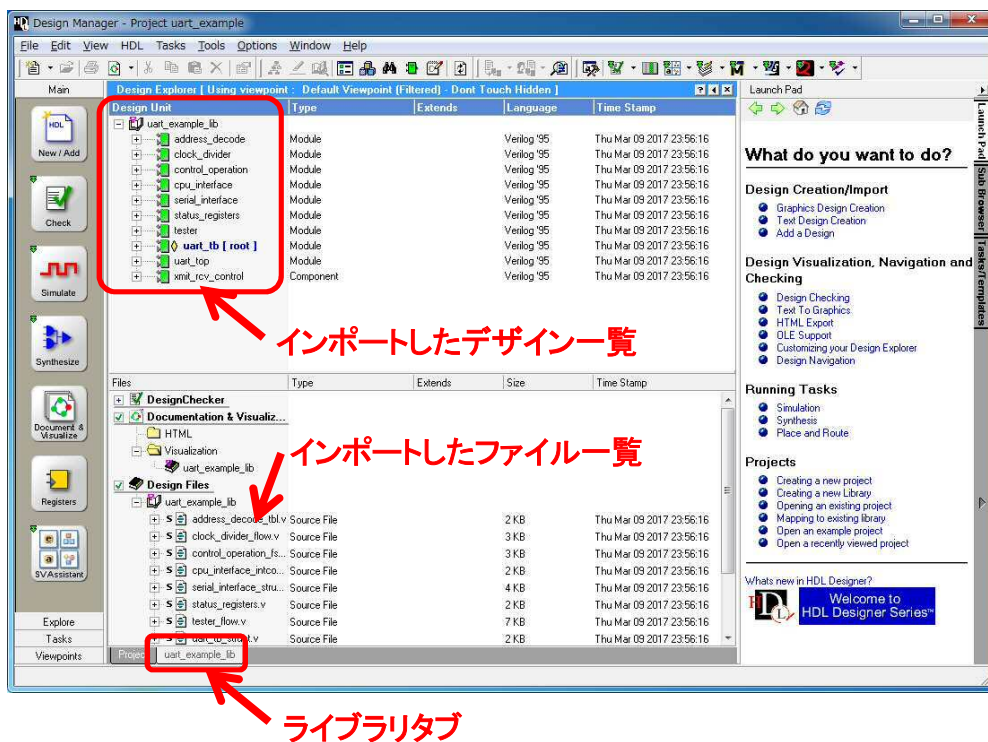 Design Manager - Project uart_example
File Edit View HDL Tasks Tools Options Window Help
Main
New / Add
Check
Simulate
Synthesize
Document & Visualize
Registers
SVAssistant
Explore
Tasks
Viewpoints
Design Explorer [ Using viewpoint : Default Viewpoint (Filtered) - Dont Touch Hidden ]
Design Unit Type Extends Language Time Stamp
uart_example_lib
address_decode Module Verilog '95 Thu Mar 09 2017 23:56:16
clock_divider Module Verilog '95 Thu Mar 09 2017 23:56:16
control_operation Module Verilog '95 Thu Mar 09 2017 23:56:16
cpu_interface Module Verilog '95 Thu Mar 09 2017 23:56:16
serial_interface Module Verilog '95 Thu Mar 09 2017 23:56:16
status_registers Module Verilog '95 Thu Mar 09 2017 23:56:16
tester Module Verilog '95 Thu Mar 09 2017 23:56:16
uart_tb [ root ] Module Verilog '95 Thu Mar 09 2017 23:56:16
uart_top Module Verilog '95 Thu Mar 09 2017 23:56:16
xmit_rcv_control Component Verilog '95 Thu Mar 09 2017 23:56:16
インポートしたデザイン一覧
Files Type Extends Size Time Stamp
DesignChecker
Documentation & Visualiz...
HTML
Visualization
uart_example_lib
インポートしたファイル一覧
Design Files
uart_example_lib
S address_decode_tbl.v Source File 2 KB Thu Mar 09 2017 23:56:16
S clock_divider_flow.v Source File 3 KB Thu Mar 09 2017 23:56:16
S control_operation_fs... Source File 3 KB Thu Mar 09 2017 23:56:16
S cpu_interface_intco... Source File 2 KB Thu Mar 09 2017 23:56:16
S serial_interface_stru... Source File 4 KB Thu Mar 09 2017 23:56:16
S status_registers.v Source File 2 KB Thu Mar 09 2017 23:56:16
S tester_flow.v Source File 7 KB Thu Mar 09 2017 23:56:16
S uart_tb_struct.v Source File 2 KB Thu Mar 09 2017 23:56:16
Project uart_example_lib
ライブラリタブ
Launch Pad
What do you want to do?
Design Creation/Import
Graphics Design Creation
Text Design Creation
Add a Design
Design Visualization, Navigation and
Checking
Design Checking
Text To Graphics
HTML Export
OLE Support
Customizing your Design Explorer
Design Navigation
Running Tasks
Simulation
Synthesis
Place and Route
Projects
Creating a new project
Creating a new Library
Opening an existing project
Mapping to existing library
Open an example project
Open a recently viewed project
Whats new in HDL Designer?
Welcome to
HDL Designer Series™
Launch Pad
Sub Browser
Tasks/Templates